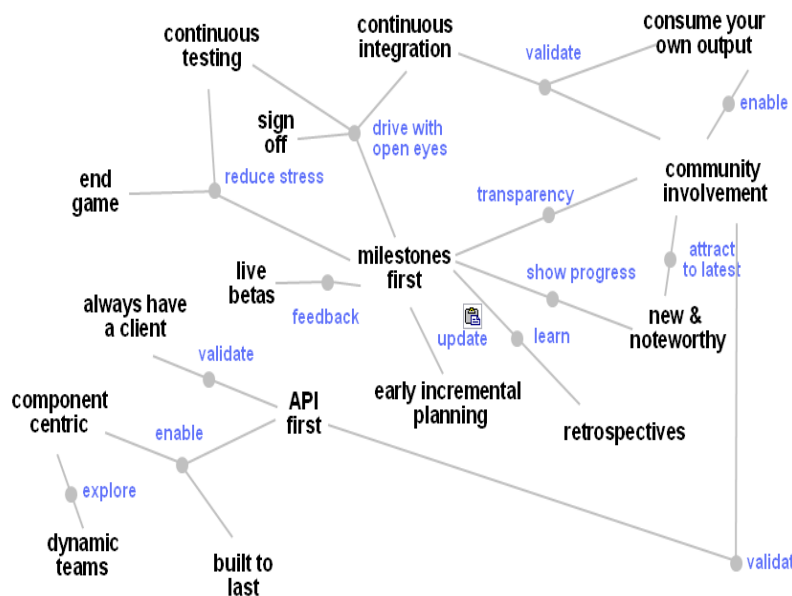 continuous
testing
continuous
integration
consume your
own output
validate
enable
sign
off
drive with
open eyes
end
game
reduce stress
community
involvement
transparency
milestones
first
live
betas
feedback
show progress
attract
to latest
always have
a client
new &
noteworthy
update
learn
validate
component
centric
API
first
early incremental
planning
enable
retrospectives
explore
dynamic
teams
built to
last
validat